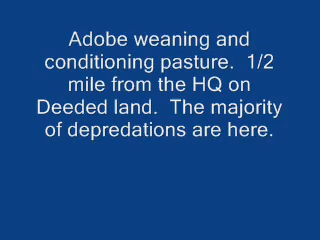 Adobe weaning and
conditioning pasture.  1/2
mile from the HQ on
Deeded land.  The majority
of depredations are here.